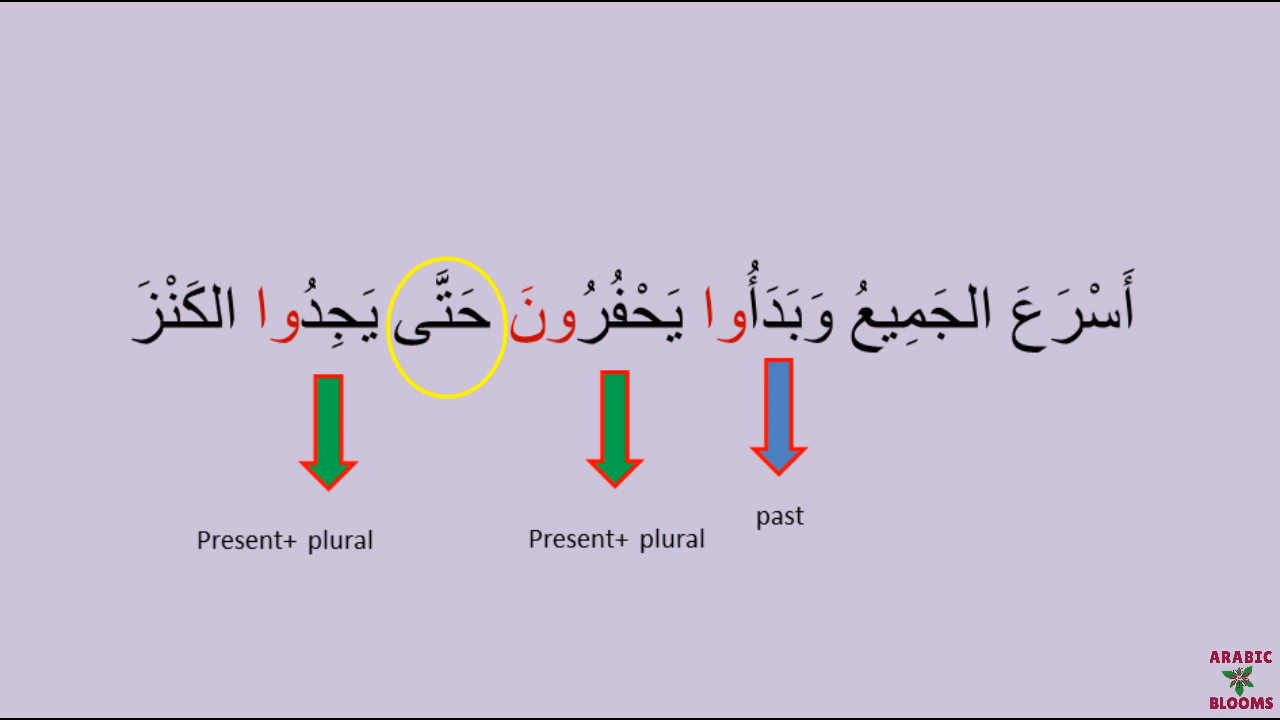 أَسْرَعَ الجَمِيعُ وَبَدَأُوا يَحْفُرُونَ حَتَّى يَجِدُوا الكَنْزَ
past
Present+ plural
Present+ plural
ARABIC
BLOOMS